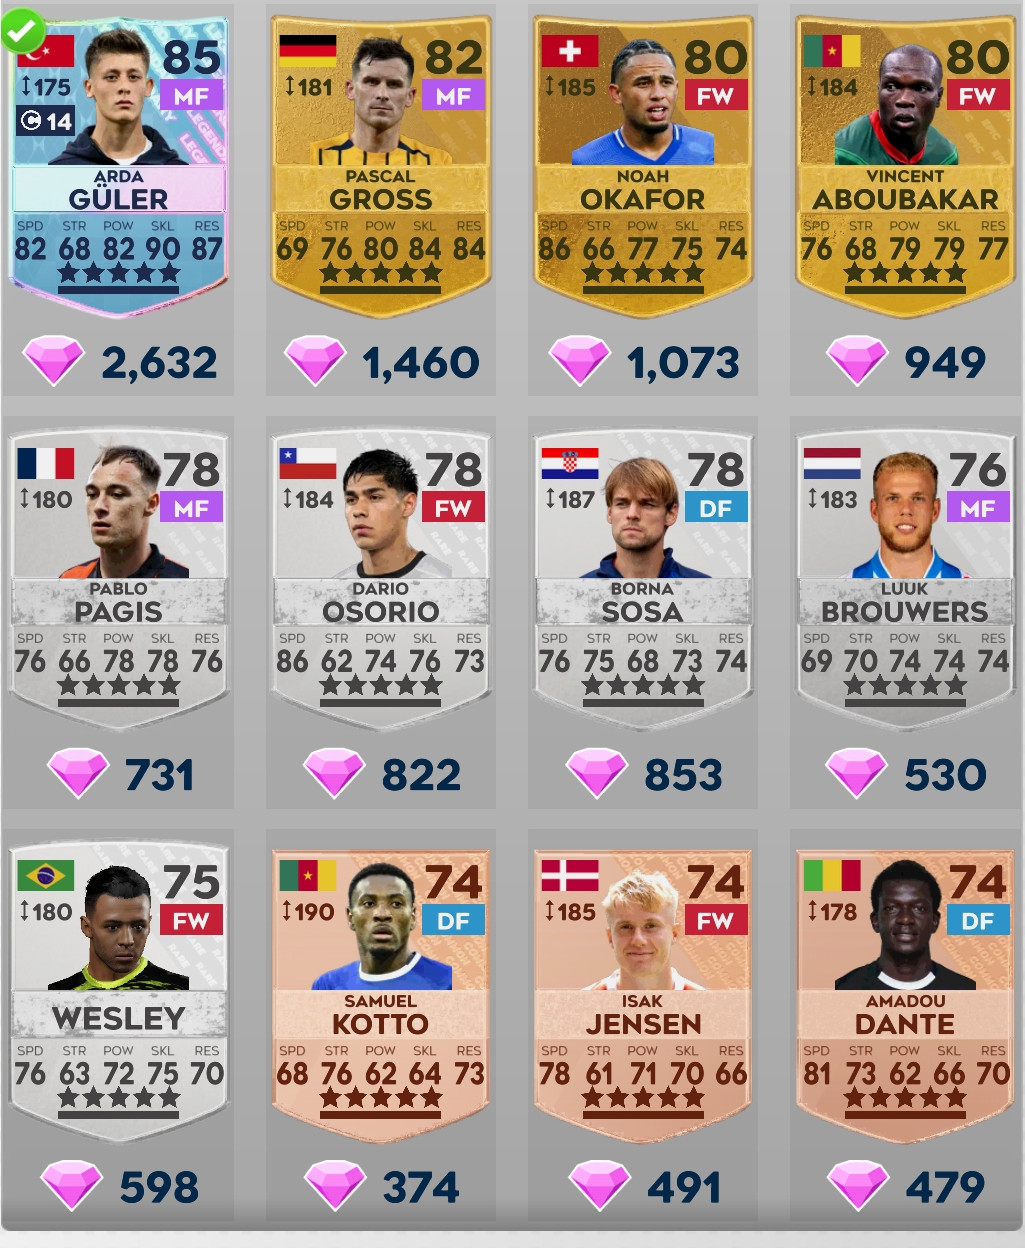 85
↕175
MF
© 14
LEGENDARY
ARDA
GÜLER
SPD STR POW SKL RES
82 68 82 90 87
2,632
82
↕181
MF
PASCAL
GROSS
SPD STR POW SKL RES
69 76 80 84 84
1,460
80
↕185
FW
NOAH
OKAFOR
SPD STR POW SKL RES
86 66 77 75 74
1,073
80
↕184
FW
EPIC
VINCENT
ABOUBAKAR
SPD STR POW SKL RES
76 68 79 79 77
949
78
↕180
MF
RARE
PABLO
PAGIS
SPD STR POW SKL RES
76 66 78 78 76
731
78
↕184
FW
RARE
DARIO
OSORIO
SPD STR POW SKL RES
86 62 74 76 73
822
78
↕187
DF
RARE
BORNA
SOSA
SPD STR POW SKL RES
76 75 68 73 74
853
76
↕183
MF
RARE
LUUK
BROUWERS
SPD STR POW SKL RES
69 70 74 74 74
530
75
↕180
FW
RARE
WESLEY
SPD STR POW SKL RES
76 63 72 75 70
598
74
↕190
DF
COMMON
SAMUEL
KOTTO
SPD STR POW SKL RES
68 76 62 64 73
374
74
↕185
FW
COMMON
ISAK
JENSEN
SPD STR POW SKL RES
78 61 71 70 66
491
74
↕178
DF
COMMON
AMADOU
DANTE
SPD STR POW SKL RES
81 73 62 66 70
479